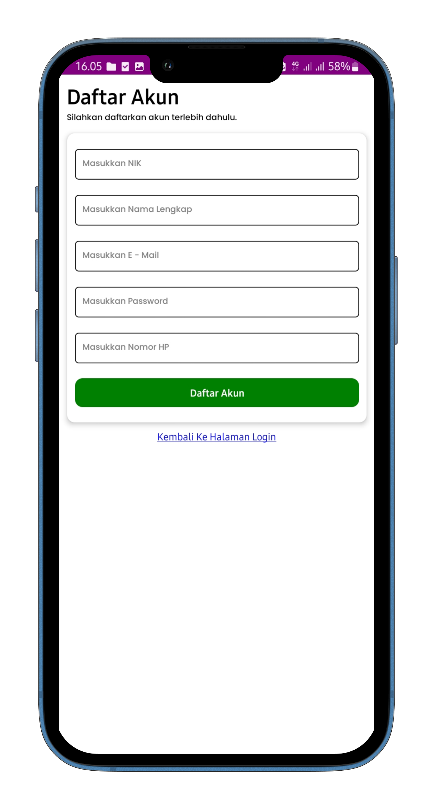 16.05
4G
58%
Daftar Akun
Silahkan daftarkan akun terlebih dahulu.
Masukkan NIK
Masukkan Nama Lengkap
Masukkan E - Mail
Masukkan Password
Masukkan Nomor HP
Daftar Akun
Kembali Ke Halaman Login